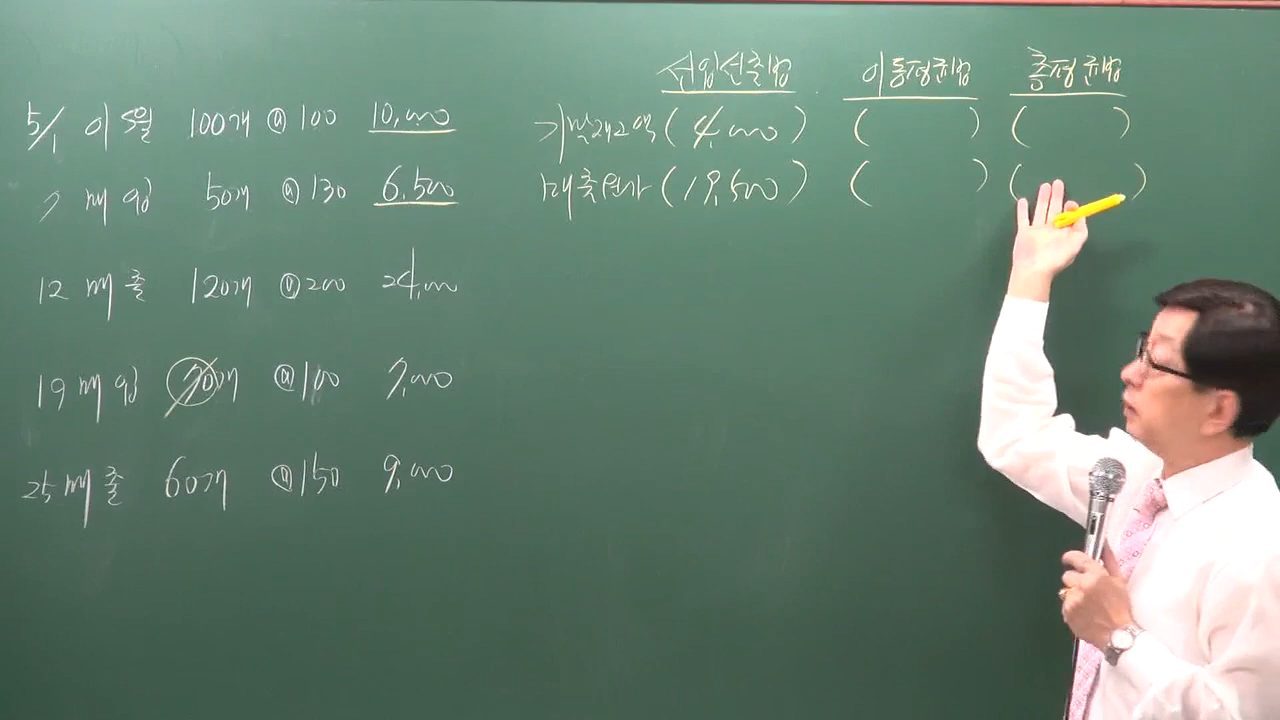 선입선출법 이동평균법 총평균법
5/1 이월 100개 @100 10,000
기말재고액 (4,000) ( ) ( )
7 매입 50개 @130 6,500
매출원가 (19,500) ( ) ( )
12 매출 120개 @200 24,000
19 매입 70개 @100 7,000
25 매출 60개 @150 9,000